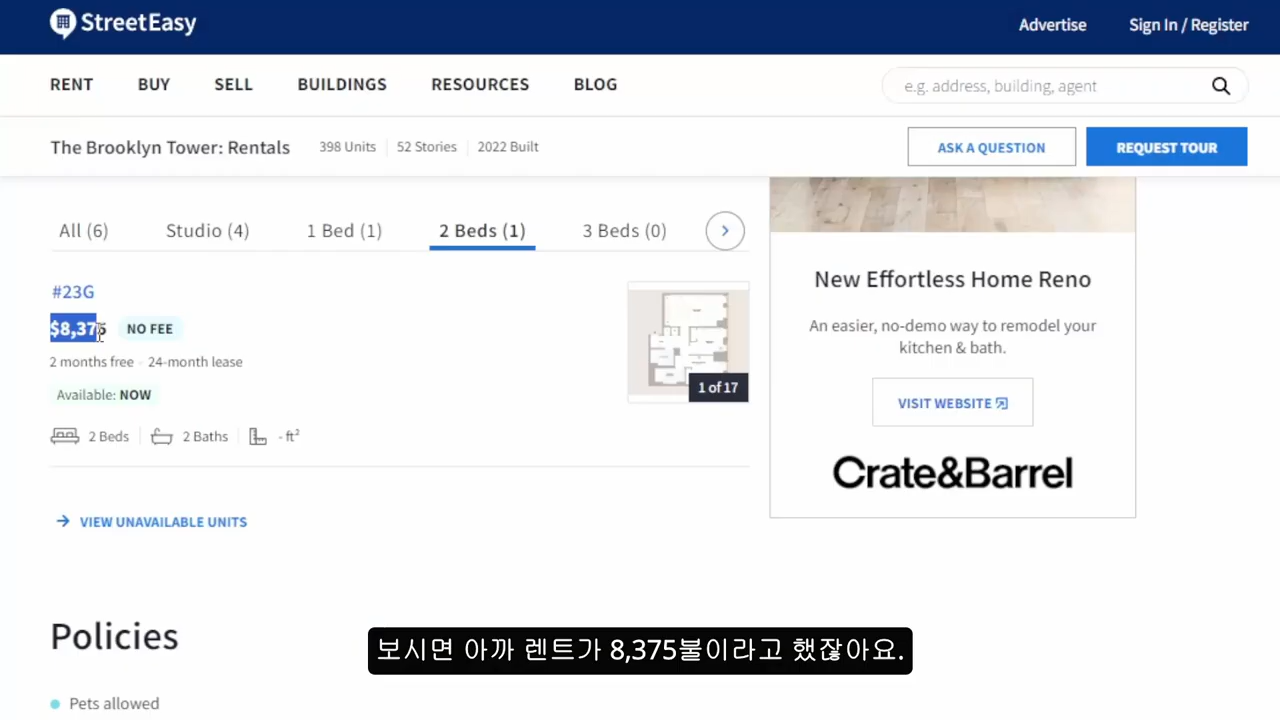 StreetEasy
Advertise
Sign In / Register
RENT BUY SELL BUILDINGS RESOURCES BLOG
e.g. address, building, agent
The Brooklyn Tower: Rentals 398 Units 52 Stories 2022 Built
ASK A QUESTION REQUEST TOUR
All (6) Studio (4) 1 Bed (1) 2 Beds (1) 3 Beds (0)
#23G
$8,375 NO FEE
2 months free - 24-month lease
Available: NOW
2 Beds 2 Baths - ft²
1 of 17
VIEW UNAVAILABLE UNITS
New Effortless Home Reno
An easier, no-demo way to remodel your
kitchen & bath.
VISIT WEBSITE
Crate&Barrel
Policies
Pets allowed
보시면 아까 렌트가 8,375불이라고 했잖아요.